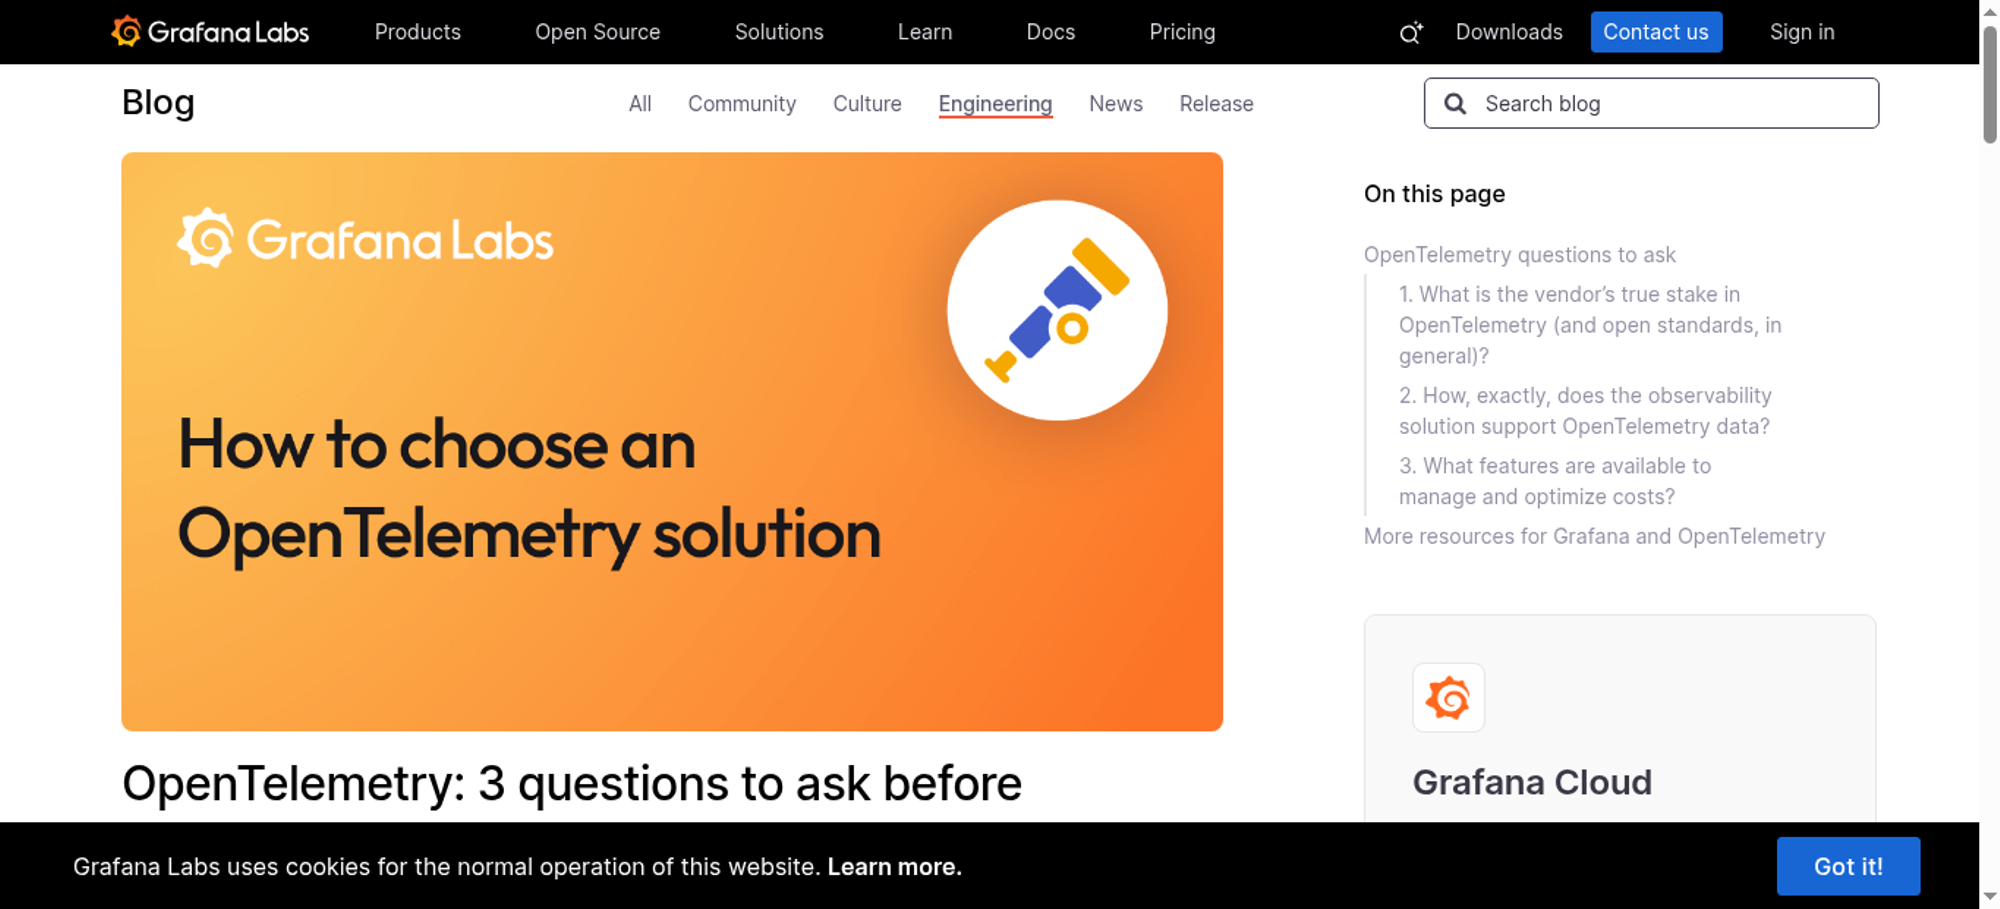 Grafana Labs
Products
Open Source
Solutions
Learn
Docs
Pricing
Downloads
Contact us
Sign in
Blog
All
Community
Culture
Engineering
News
Release
Search blog
Grafana Labs
How to choose an
OpenTelemetry solution
OpenTelemetry: 3 questions to ask before
On this page
OpenTelemetry questions to ask
1. What is the vendor’s true stake in
OpenTelemetry (and open standards, in
general)?
2. How, exactly, does the observability
solution support OpenTelemetry data?
3. What features are available to
manage and optimize costs?
More resources for Grafana and OpenTelemetry
Grafana Cloud
Grafana Labs uses cookies for the normal operation of this website. Learn more.
Got it!